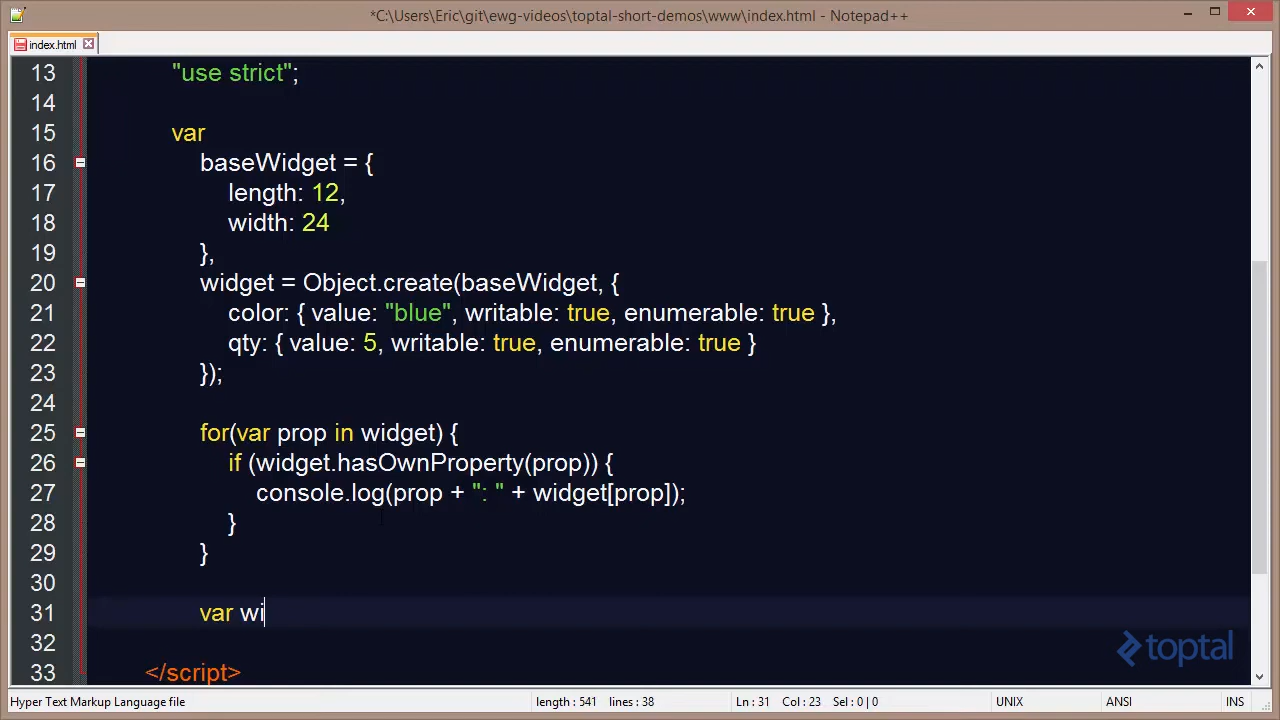 *C:\Users\Eric\git\ewg-videos\toptal-short-demos\www\index.html - Notepad++
index.html
13 "use strict";
14
15 var
16 baseWidget = {
17 length: 12,
18 width: 24
19 },
20 widget = Object.create(baseWidget, {
21 color: { value: "blue", writable: true, enumerable: true },
22 qty: { value: 5, writable: true, enumerable: true }
23 });
24
25 for(var prop in widget) {
26 if (widget.hasOwnProperty(prop)) {
27 console.log(prop + ": " + widget[prop]);
28 }
29 }
30
31 var wi
32
33 </script>
toptal
Hyper Text Markup Language file length : 541 lines : 38 Ln : 31 Col : 23 Sel : 0 | 0 UNIX ANSI INS